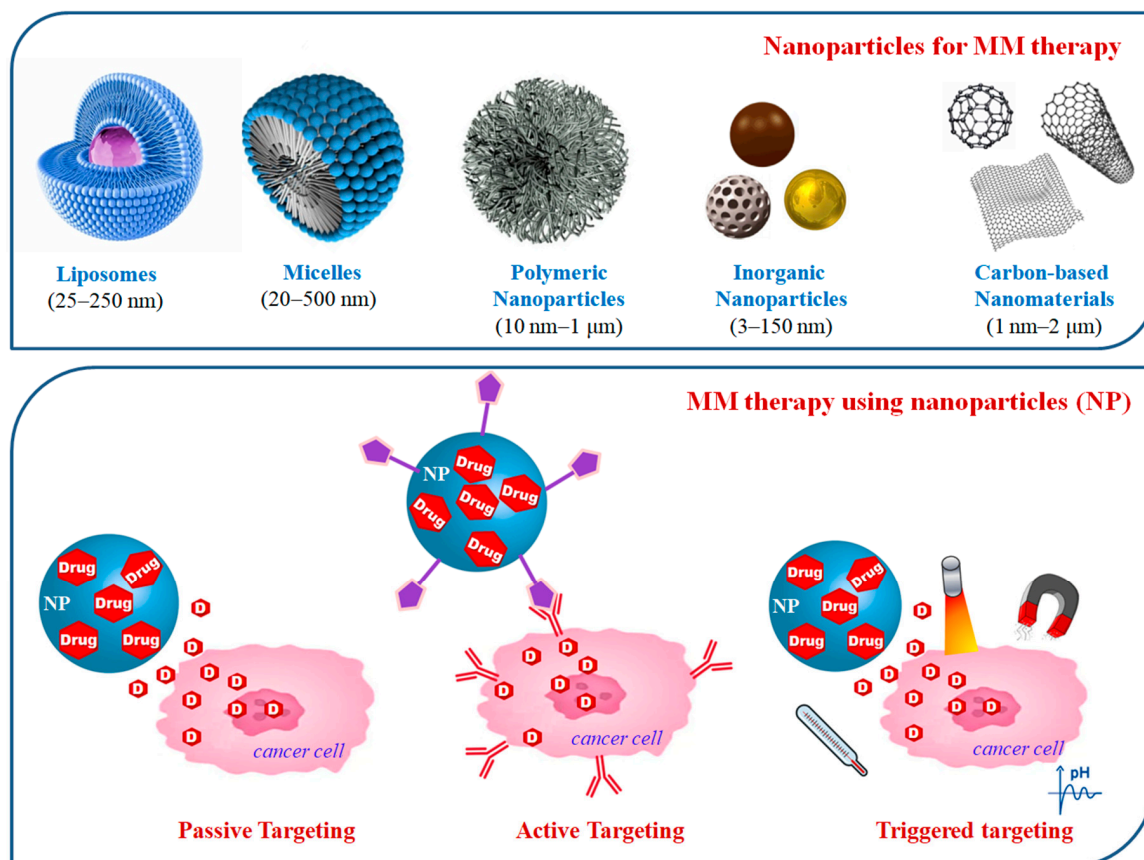 Nanoparticles for MM therapy
Liposomes
(25–250 nm)
Micelles
(20–500 nm)
Polymeric
Nanoparticles
(10 nm–1 μm)
Inorganic
Nanoparticles
(3–150 nm)
Carbon-based
Nanomaterials
(1 nm–2 μm)
MM therapy using nanoparticles (NP)
NP
Drug
Drug
Drug
Drug
Drug
D
D
D
D
D
D
D
D
D
D
cancer cell
Passive Targeting
NP
Drug
Drug
Drug
Drug
Drug
D
D
D
D
D
D
D
cancer cell
Active Targeting
NP
Drug
Drug
Drug
Drug
Drug
D
D
D
D
D
D
D
D
D
D
cancer cell
pH
Triggered targeting